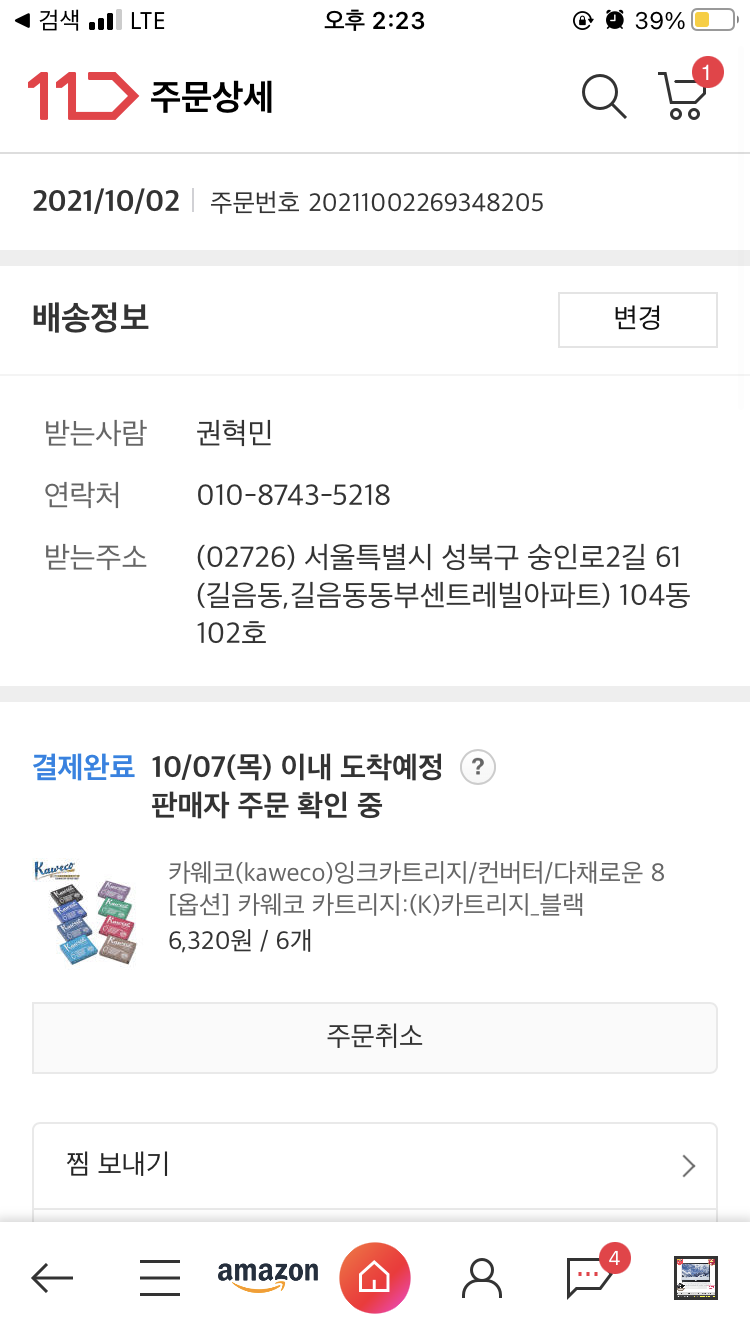 ◀ 검색 LTE 오후 2:23 39%
11 주문상세 1
2021/10/02 주문번호 20211002269348205
배송정보 변경
받는사람 권혁민
연락처 010-8743-5218
받는주소 (02726) 서울특별시 성북구 숭인로2길 61
(길음동,길음동동부센트레빌아파트) 104동
102호
결제완료 10/07(목) 이내 도착예정 ?
판매자 주문 확인 중
Kaweco
카웨코(kaweco)잉크카트리지/컨버터/다채로운 8
[옵션] 카웨코 카트리지:(K)카트리지_블랙
6,320원 / 6개
주문취소
찜 보내기
amazon 4